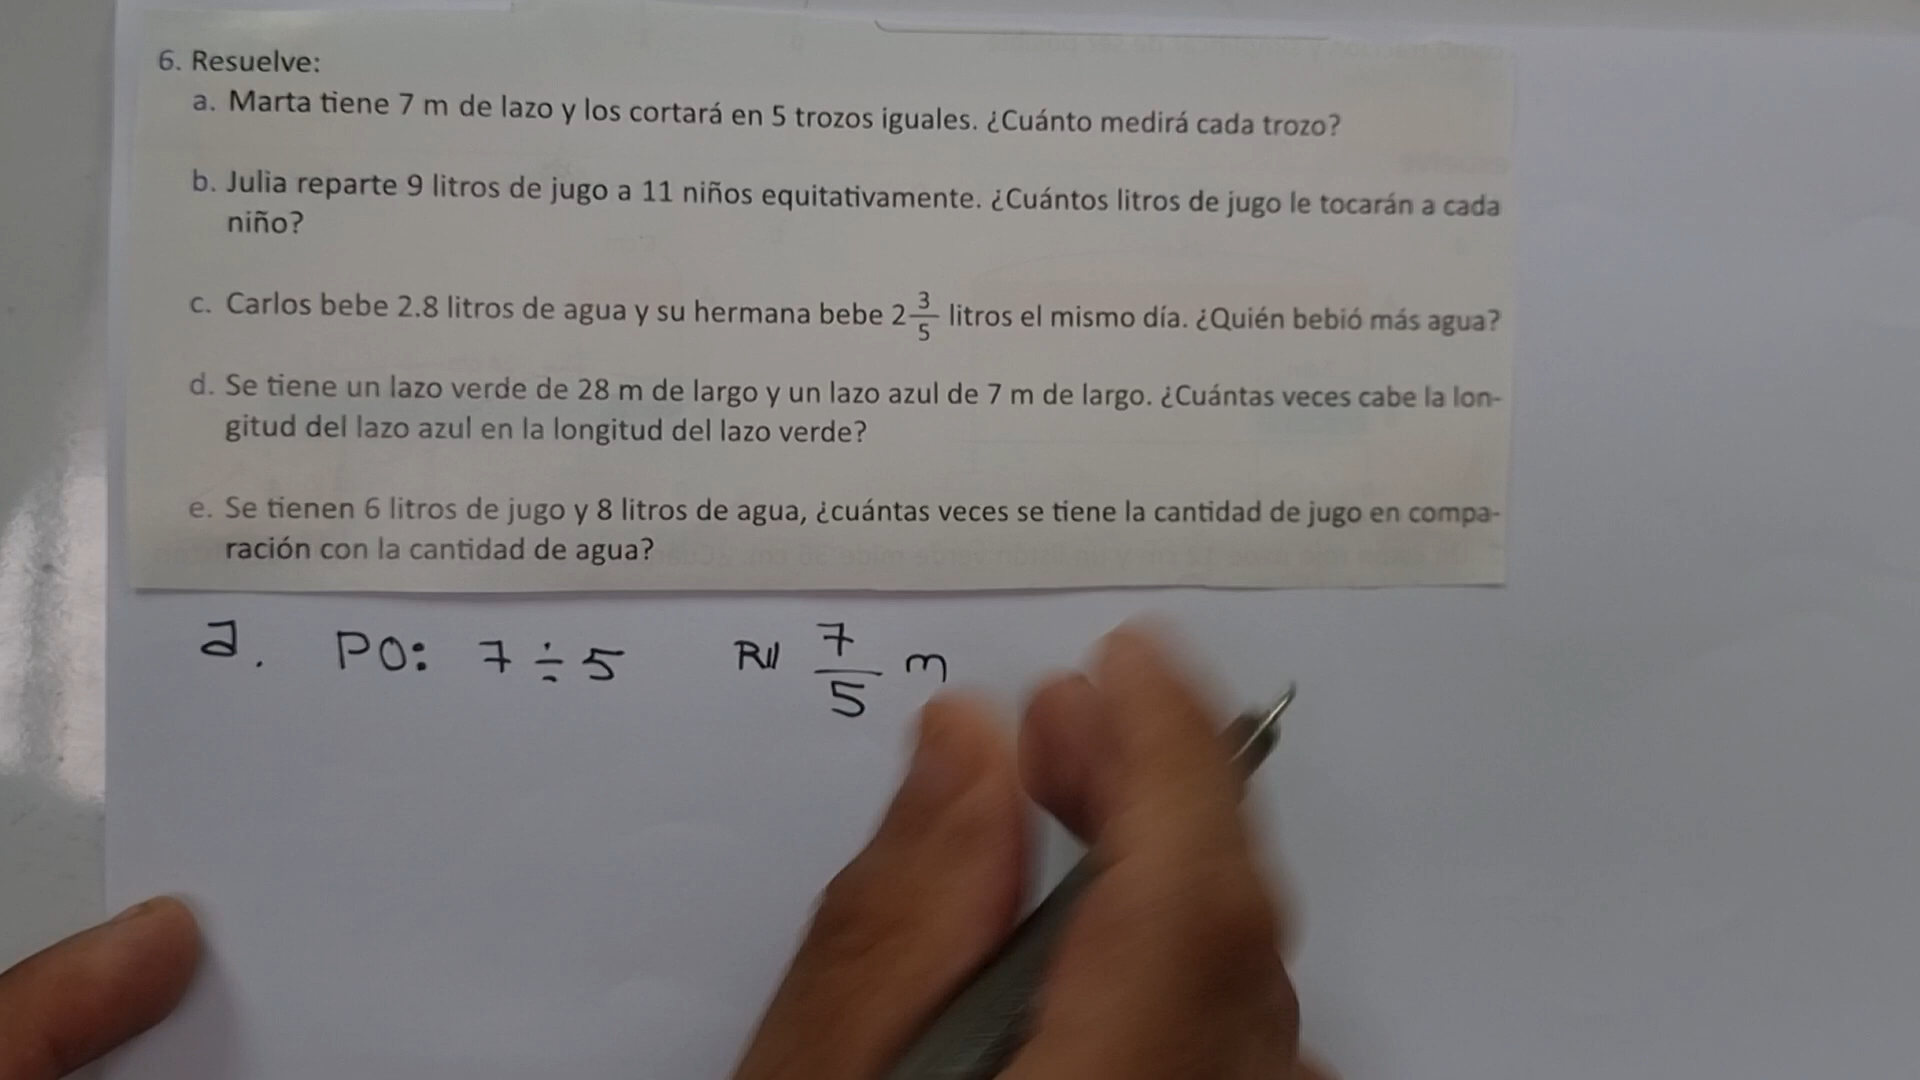 6. Resuelve:
a. Marta tiene 7 m de lazo y los cortará en 5 trozos iguales. ¿Cuánto medirá cada trozo?
b. Julia reparte 9 litros de jugo a 11 niños equitativamente. ¿Cuántos litros de jugo le tocarán a cada
niño?
c. Carlos bebe 2.8 litros de agua y su hermana bebe 2 3/5 litros el mismo día. ¿Quién bebió más agua?
d. Se tiene un lazo verde de 28 m de largo y un lazo azul de 7 m de largo. ¿Cuántas veces cabe la lon-
gitud del lazo azul en la longitud del lazo verde?
e. Se tienen 6 litros de jugo y 8 litros de agua, ¿cuántas veces se tiene la cantidad de jugo en compa-
ración con la cantidad de agua?
a. PO: 7 ÷ 5 R// 7/5 m